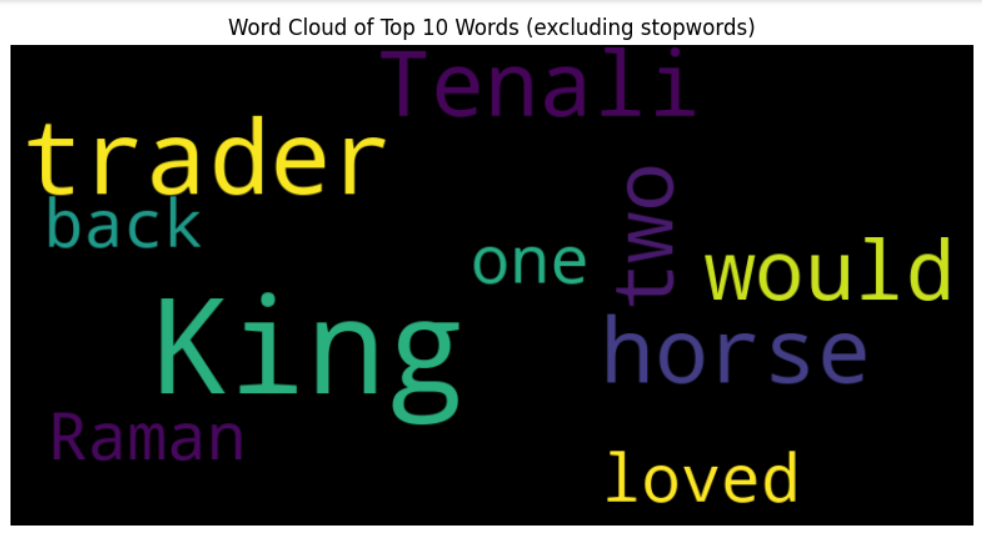 Word Cloud of Top 10 Words (excluding stopwords)
Tenali
trader
two
back
one
would
King
horse
Raman
loved